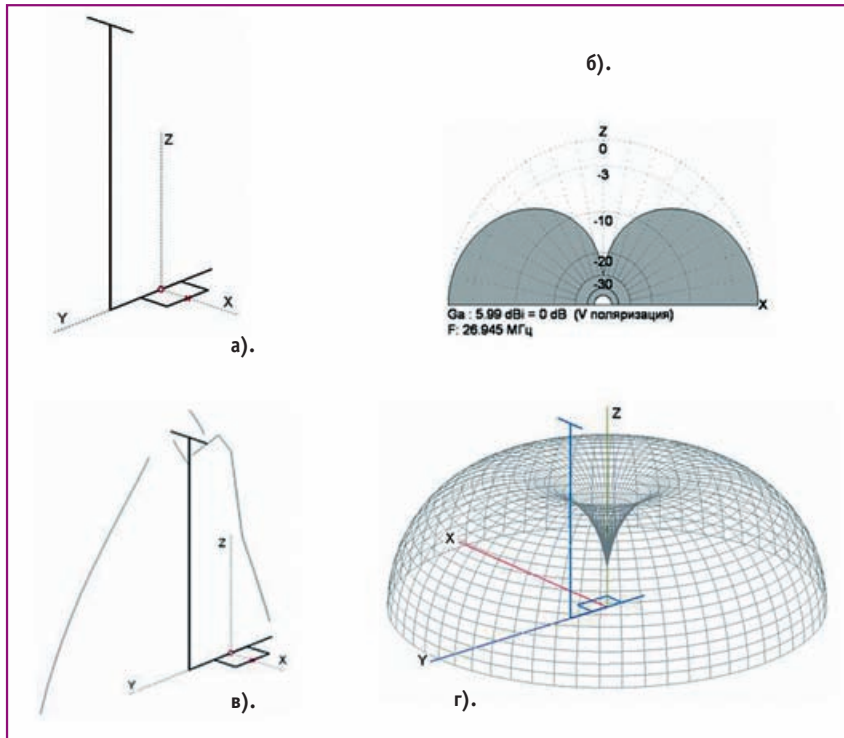 а).
Z
X
Y
б).
Z
0
-3
-10
-20
-30
X
Ga : 5.99 dBi = 0 dB (V поляризация)
F: 26.945 МГц
в).
Z
X
Y
г).
Z
X
Y